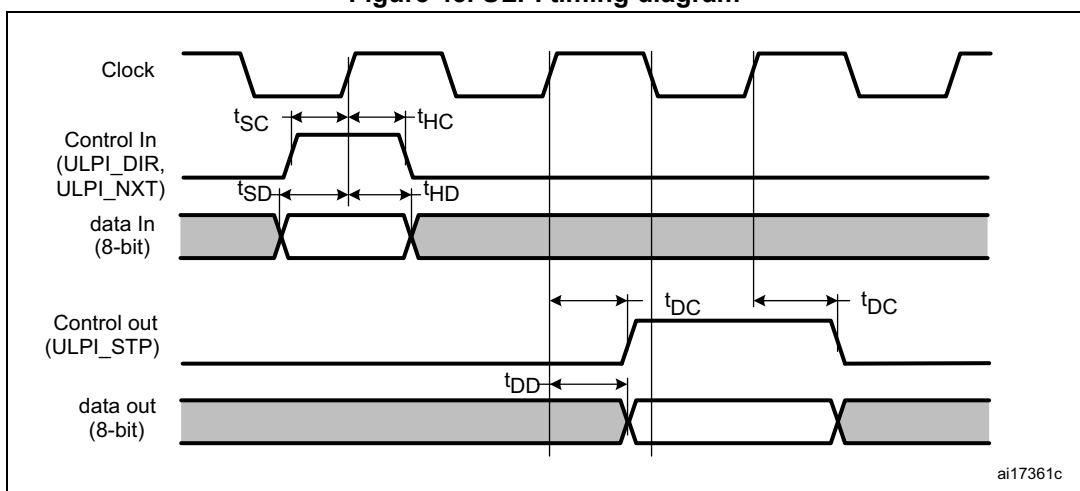 Clock
tSC
tHC
Control In
(ULPI_DIR,
ULPI_NXT)
tSD
tHD
data In
(8-bit)
tDC
tDC
Control out
(ULPI_STP)
tDD
data out
(8-bit)
ai17361c